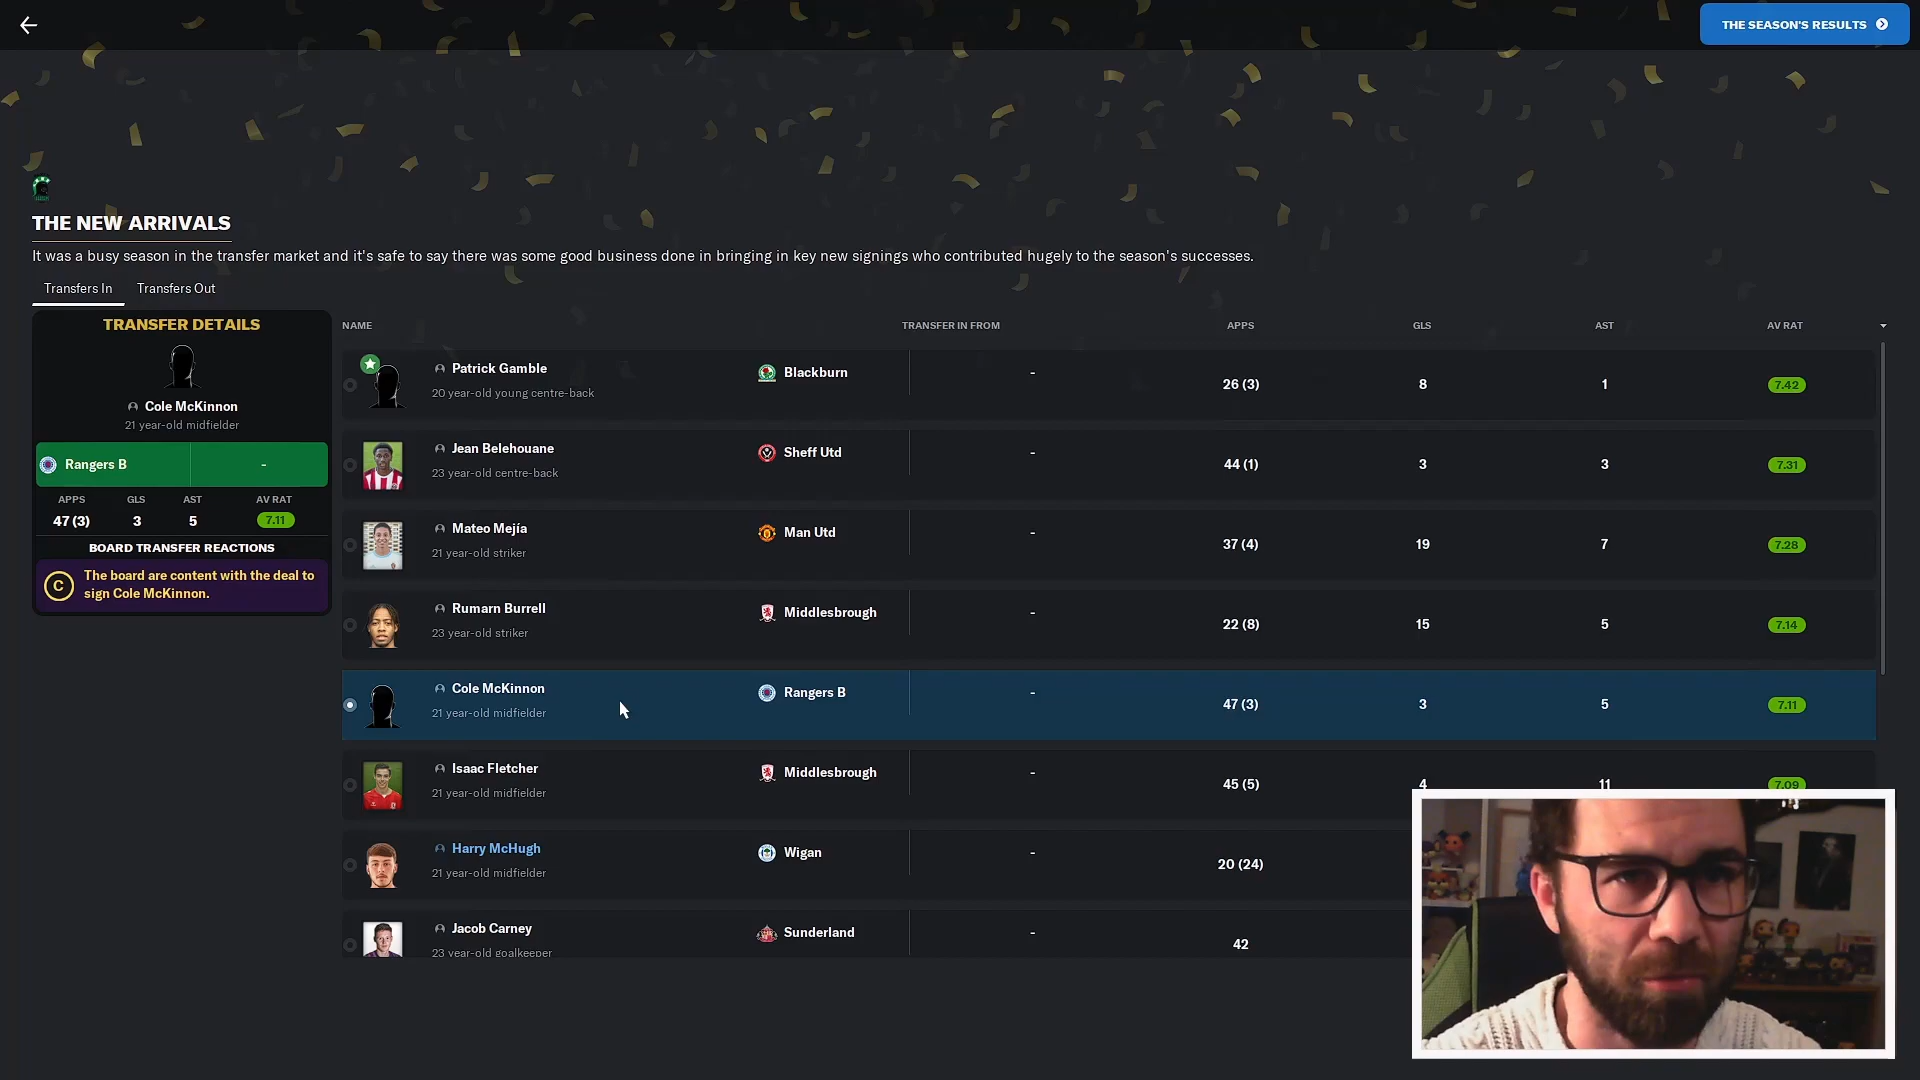 THE SEASON'S RESULTS
THE NEW ARRIVALS
It was a busy season in the transfer market and it's safe to say there was some good business done in bringing in key new signings who contributed hugely to the season's successes.
Transfers In Transfers Out
TRANSFER DETAILS
Cole McKinnon
21 year-old midfielder
Rangers B -
APPS GLS AST AV RAT
47 (3) 3 5 7.11
BOARD TRANSFER REACTIONS
C
The board are content with the deal to
sign Cole McKinnon.
NAME TRANSFER IN FROM APPS GLS AST AV RAT
Patrick Gamble Blackburn - 26 (3) 8 1 7.42
20 year-old young centre-back
Jean Belehouane Sheff Utd - 44 (1) 3 3 7.31
23 year-old centre-back
Mateo Mejía Man Utd - 37 (4) 19 7 7.28
21 year-old striker
Rumarn Burrell Middlesbrough - 22 (8) 15 5 7.14
23 year-old striker
Cole McKinnon Rangers B - 47 (3) 3 5 7.11
21 year-old midfielder
Isaac Fletcher Middlesbrough - 45 (5) 4 11 7.09
21 year-old midfielder
Harry McHugh Wigan - 20 (24)
21 year-old midfielder
Jacob Carney Sunderland - 42
23 year-old goalkeeper